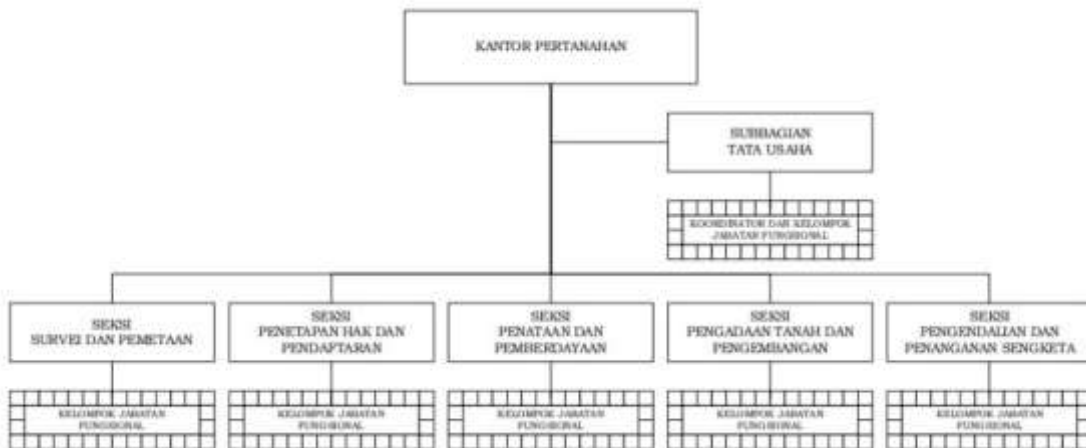 KANTOR PERTANAHAN
SUBBAGIAN
TATA USAHA
KOORDINATOR DAN KELOMPOK
JABATAN FUNGSIONAL
SEKSI
SURVEI DAN PEMETAAN
SEKSI
PENETAPAN HAK DAN
PENDAFTARAN
SEKSI
PENATAAN DAN
PEMBERDAYAAN
SEKSI
PENGADAAN TANAH DAN
PENGEMBANGAN
SEKSI
PENGENDALIAN DAN
PENANGANAN SENGKETA
KELOMPOK JABATAN
FUNGSIONAL
KELOMPOK JABATAN
FUNGSIONAL
KELOMPOK JABATAN
FUNGSIONAL
KELOMPOK JABATAN
FUNGSIONAL
KELOMPOK JABATAN
FUNGSIONAL